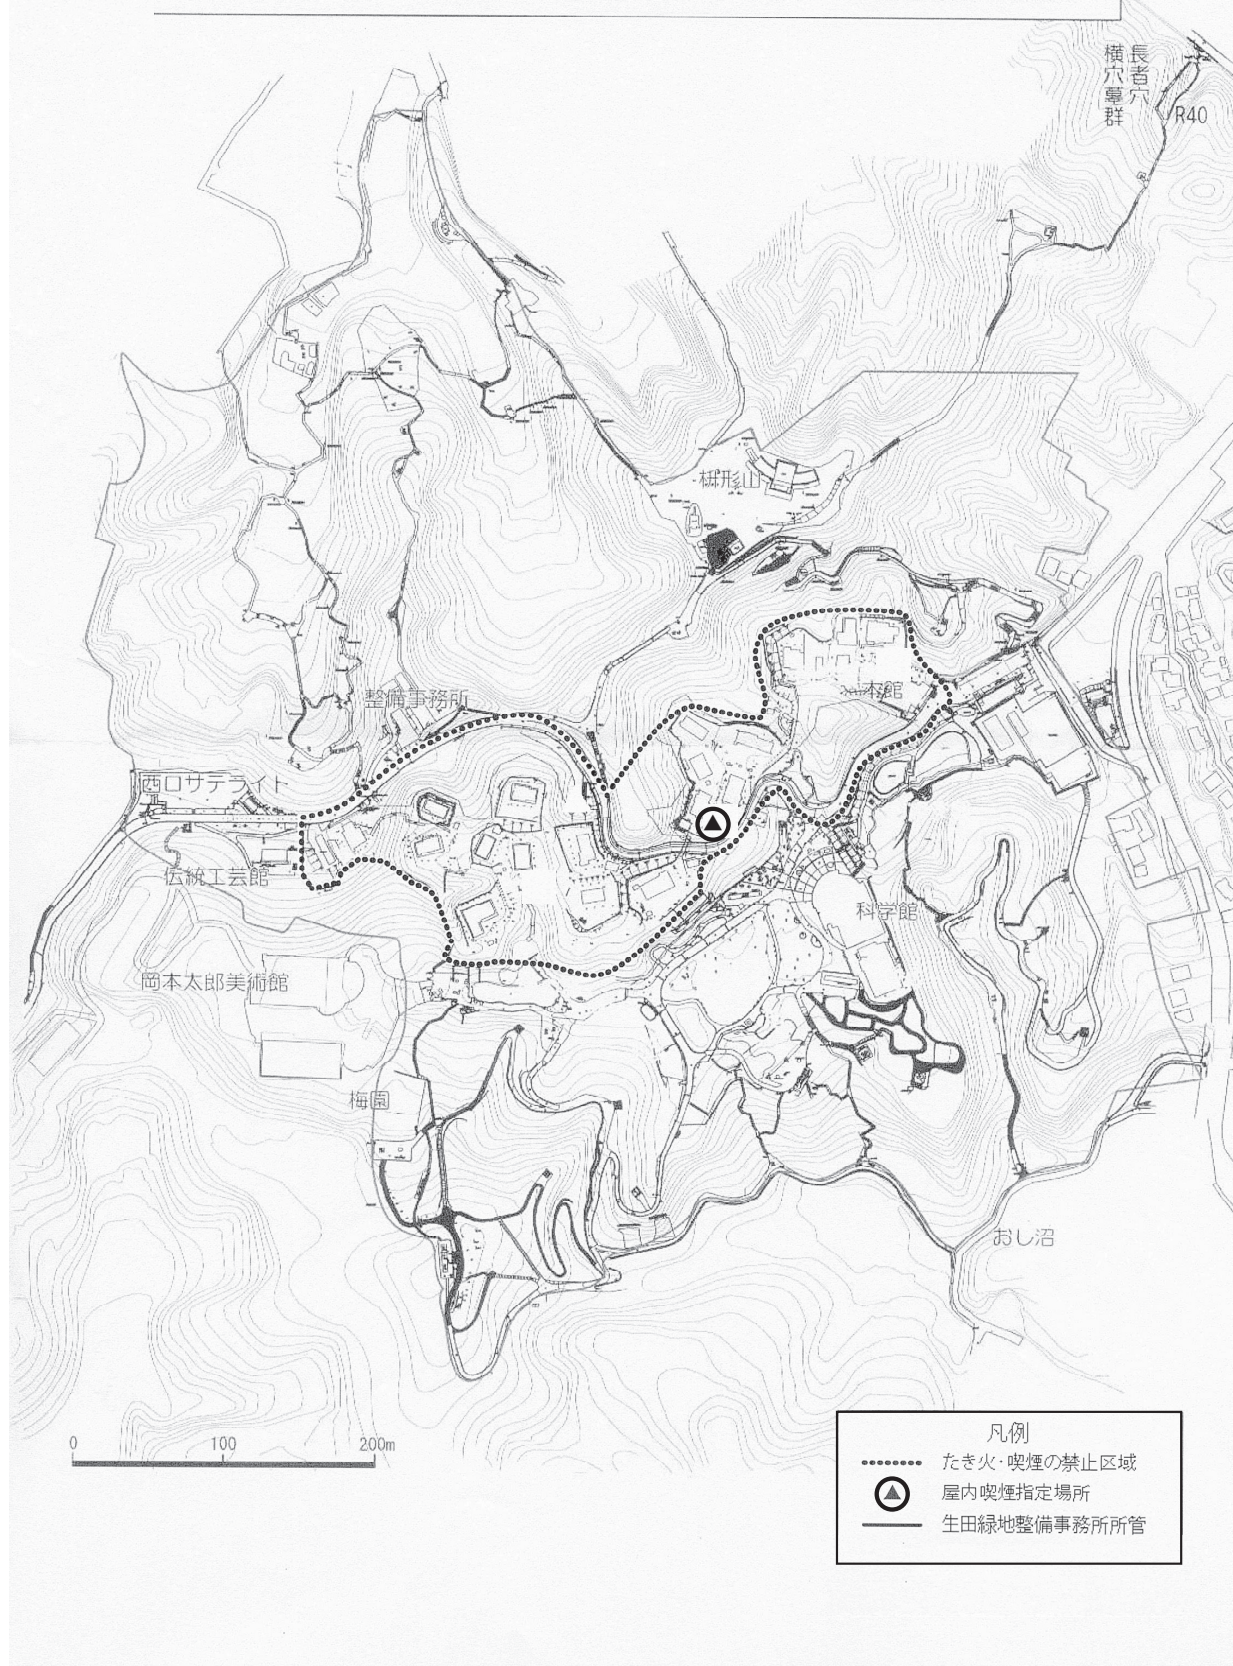 長者穴
横穴墓群
R40
枡形山
本館
整備事務所
西口サテライト
伝統工芸館
科学館
岡本太郎美術館
梅園
おし沼
0 100 200m
凡例
たき火・喫煙の禁止区域
屋内喫煙指定場所
生田緑地整備事務所所管